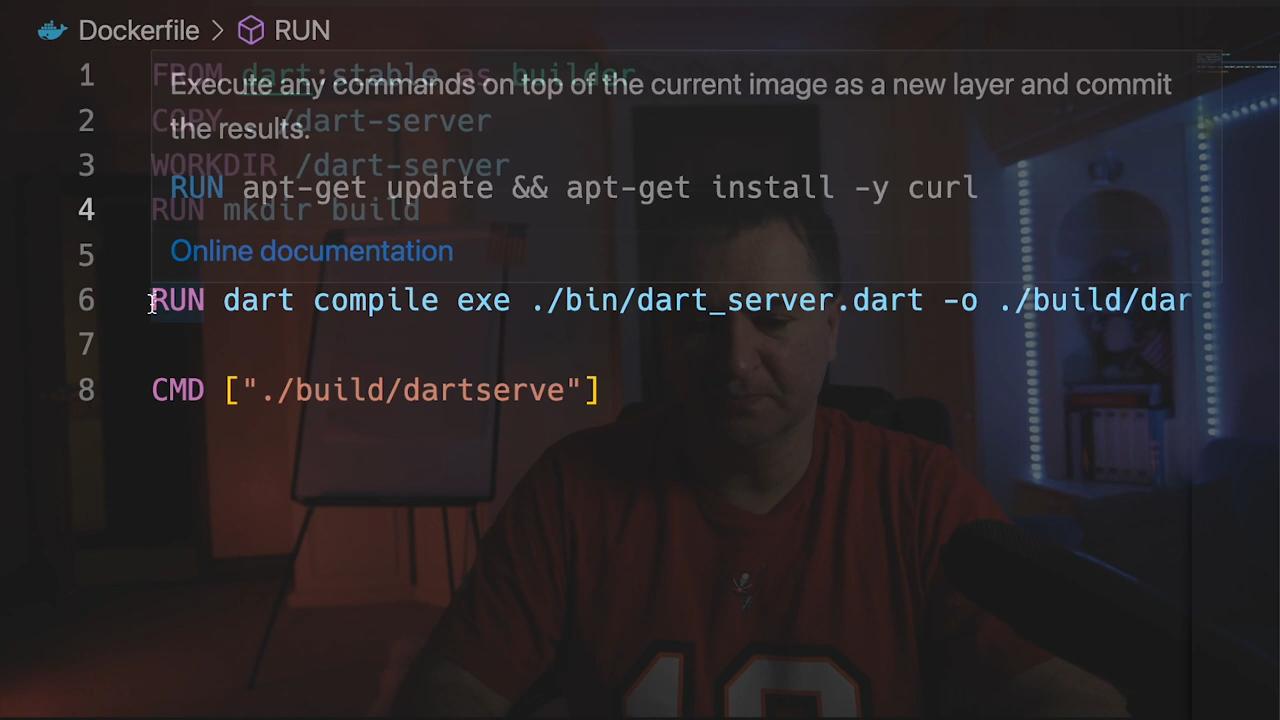 Dockerfile > RUN
1 FROM dart:stable as builder
Execute any commands on top of the current image as a new layer and commit
2 COPY . /dart-server
the results.
3 WORKDIR /dart-server
RUN apt-get update && apt-get install -y curl
4 RUN mkdir build
5
Online documentation
6 RUN dart compile exe ./bin/dart_server.dart -o ./build/dar
7
8 CMD ["./build/dartserve"]